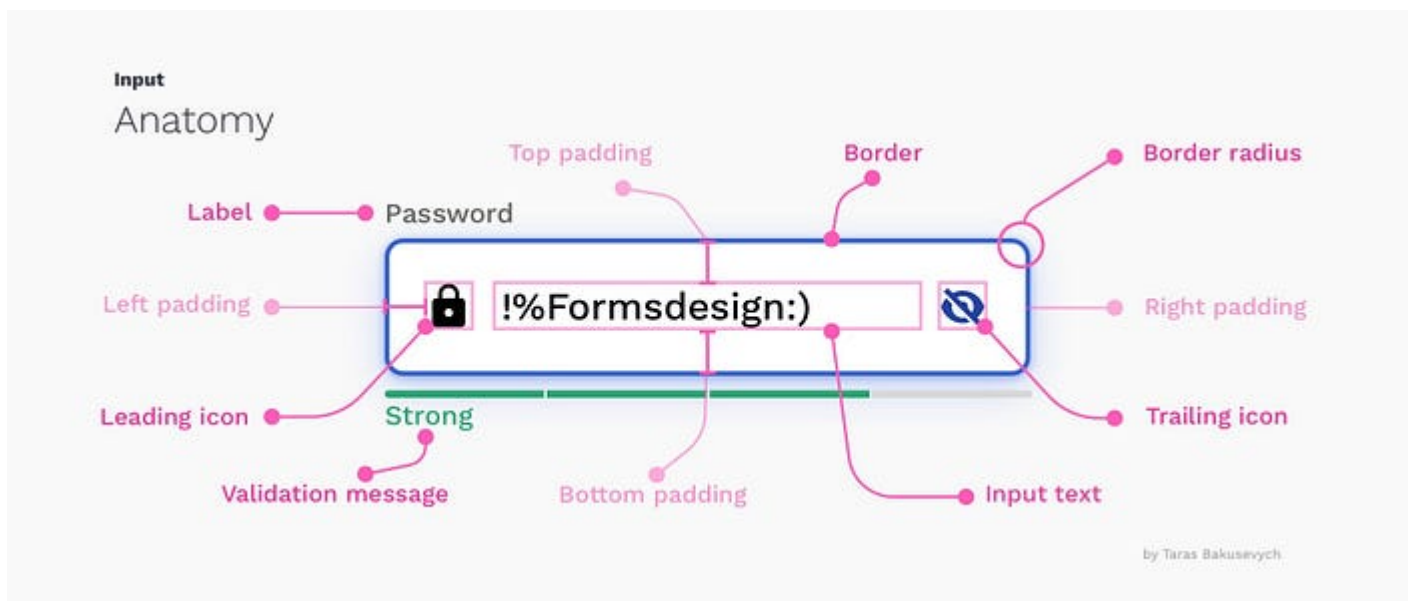 Input
Anatomy
Top padding
Border
Border radius
Label
Password
Left padding
!%Formsdesign:)
Right padding
Leading icon
Strong
Trailing icon
Validation message
Bottom padding
Input text
by Taras Bakusevych